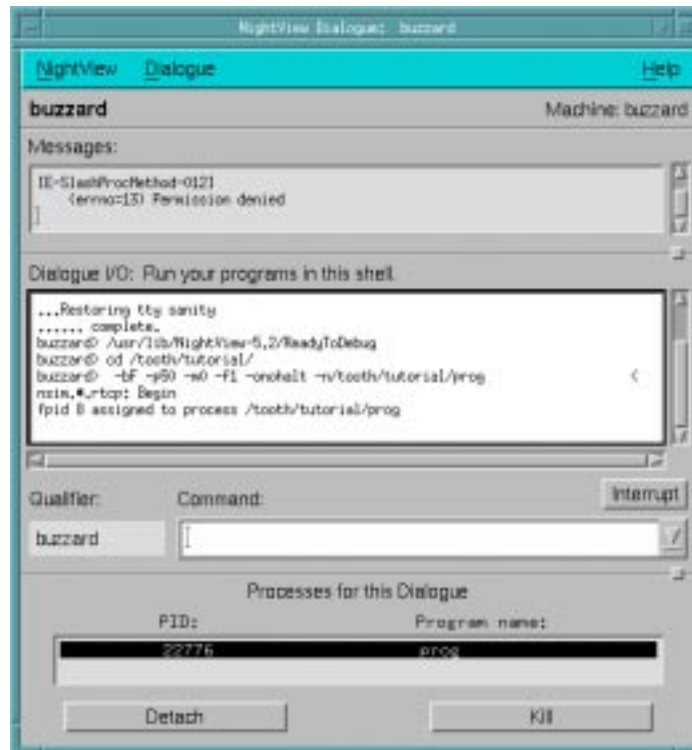 NightView Dialogue: buzzard
NightView Dialogue Help
buzzard Machine: buzzard
Messages:
[E-SlashProcMethod-012]
(errno=13) Permission denied
Dialogue I/O: Run your programs in this shell.
...Restoring tty sanity
...... complete.
buzzard> /usr/lib/NightView-5.2/ReadyToDebug
buzzard> cd /tooth/tutorial/
buzzard> -bF -p50 -m0 -f1 -onohalt -n/tooth/tutorial/prog <
nsim.#.rtcp: Begin
fpid 8 assigned to process /tooth/tutorial/prog
Interrupt
Qualifier: Command:
buzzard
Processes for this Dialogue
PID: Program name:
22776 prog
Detach Kill